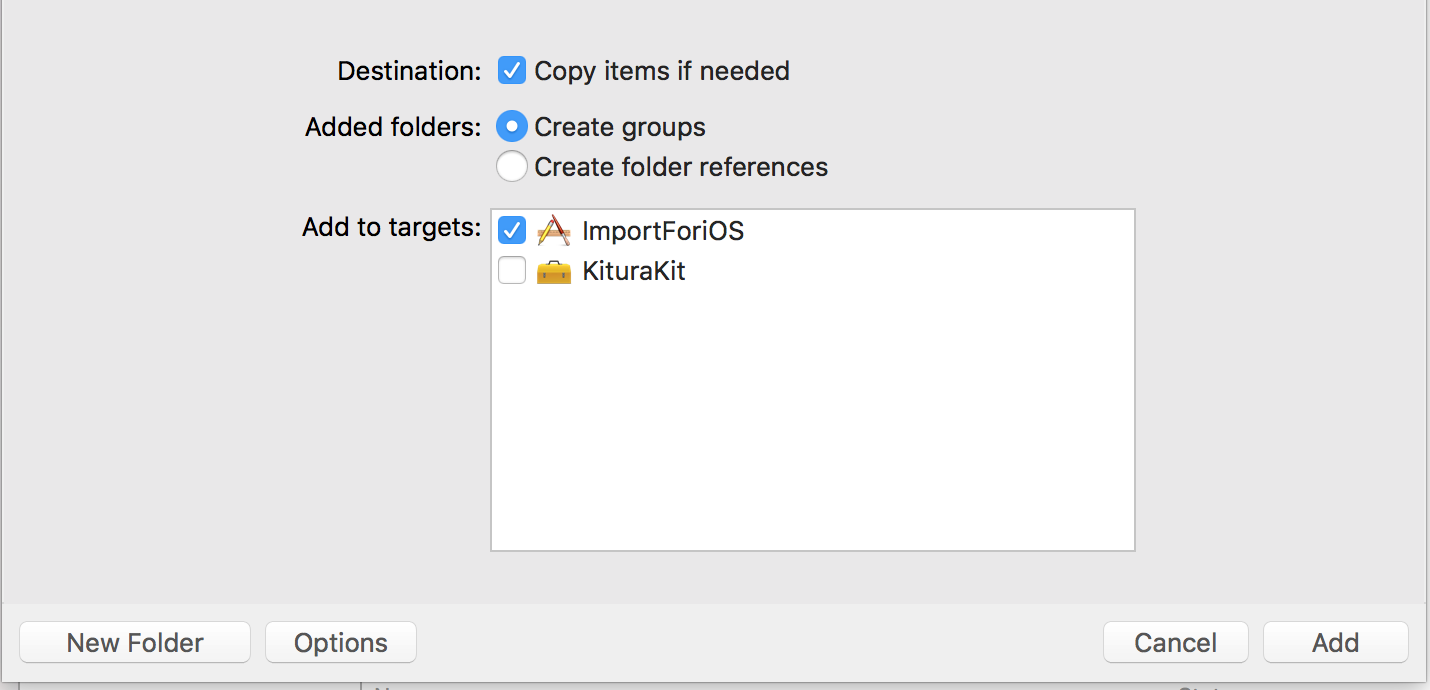 Destination: Copy items if needed
Added folders: Create groups
Create folder references
Add to targets: ImportForiOS
KituraKit
New Folder Options Cancel Add